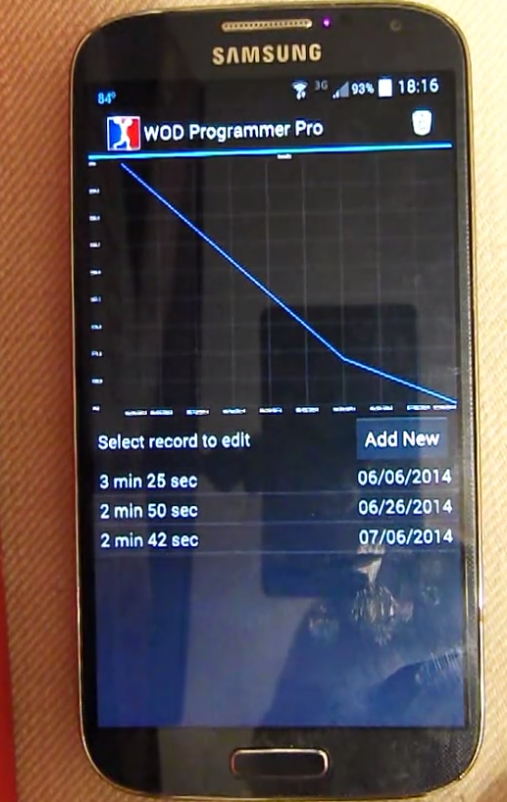 SAMSUNG
84° 3G 93% 18:16
WOD Programmer Pro
Select record to edit Add New
3 min 25 sec 06/06/2014
2 min 50 sec 06/26/2014
2 min 42 sec 07/06/2014